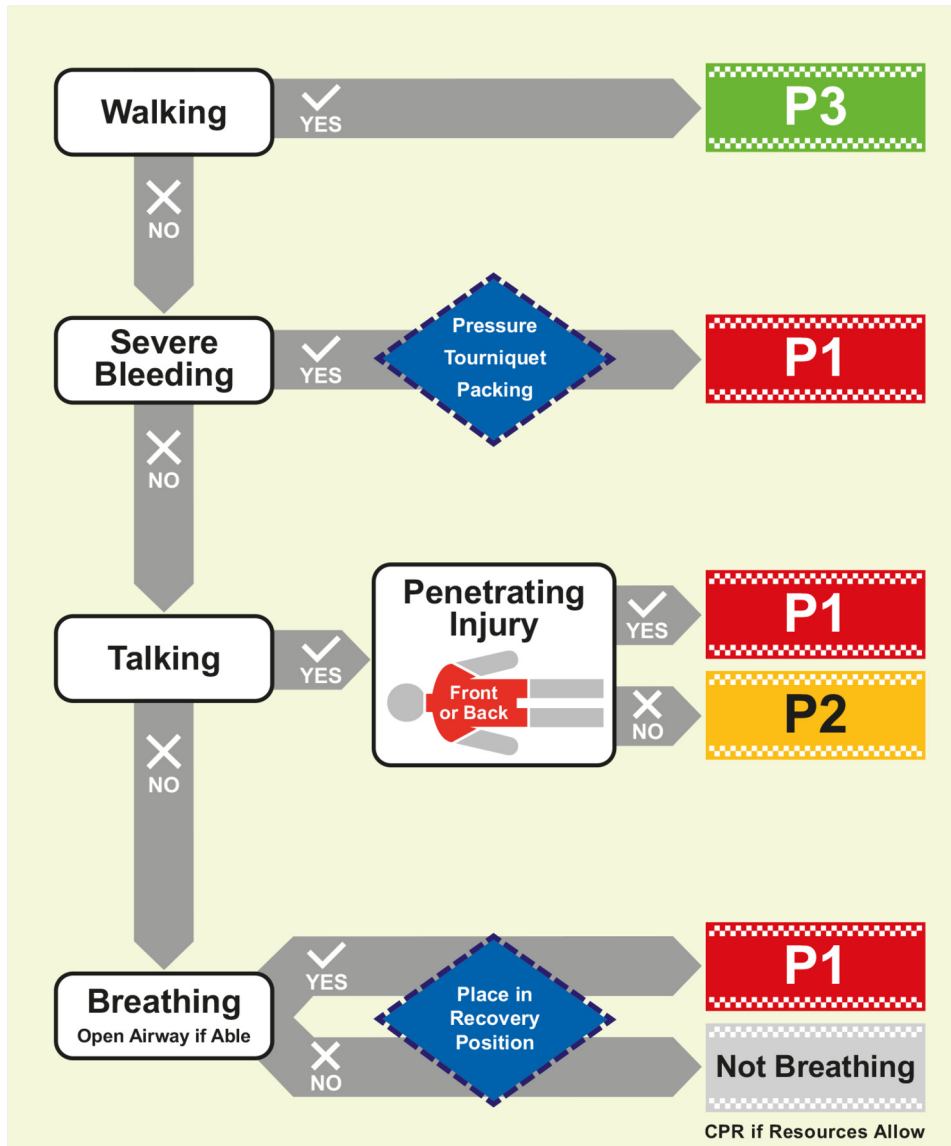 Walking
YES
P3
NO
Severe
Bleeding
YES
Pressure
Tourniquet
Packing
P1
NO
Talking
YES
Penetrating
Injury
Front
or Back
YES
P1
NO
P2
NO
Breathing
Open Airway if Able
YES
P1
Place in
Recovery
Position
NO
Not Breathing
CPR if Resources Allow